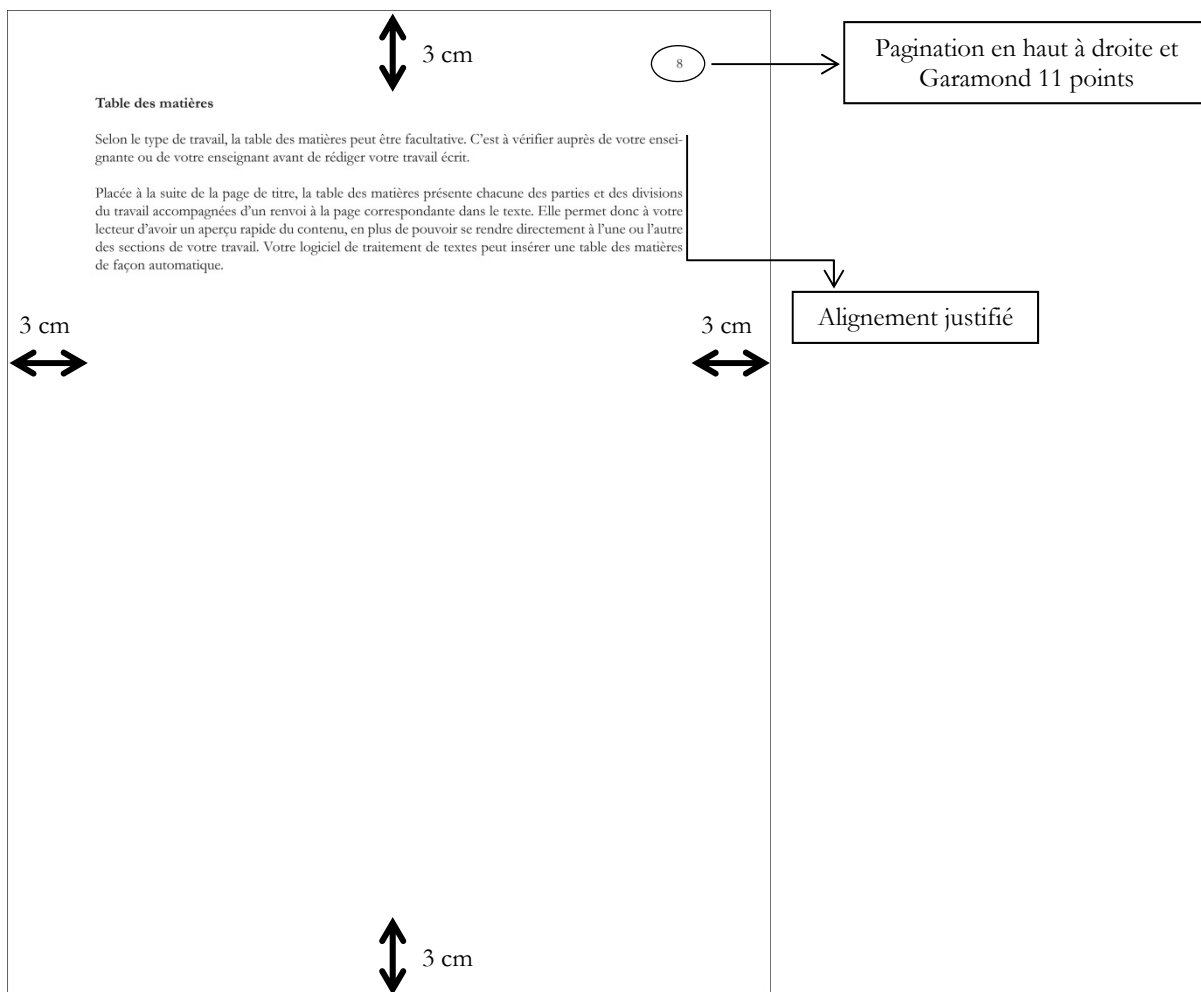 3 cm
8
Pagination en haut à droite et
Garamond 11 points
Table des matières
Selon le type de travail, la table des matières peut être facultative. C’est à vérifier auprès de votre ensei-
gnante ou de votre enseignant avant de rédiger votre travail écrit.
Placée à la suite de la page de titre, la table des matières présente chacune des parties et des divisions
du travail accompagnées d’un renvoi à la page correspondante dans le texte. Elle permet donc à votre
lecteur d’avoir un aperçu rapide du contenu, en plus de pouvoir se rendre directement à l’une ou l’autre
des sections de votre travail. Votre logiciel de traitement de textes peut insérer une table des matières
de façon automatique.
Alignement justifié
3 cm
3 cm
3 cm